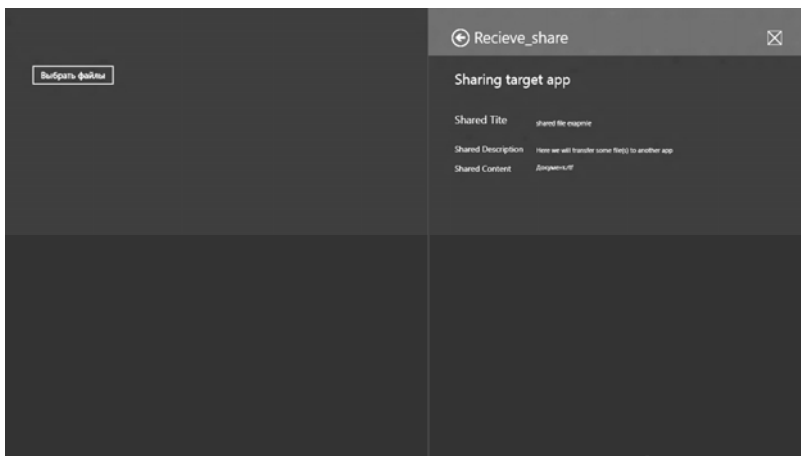 Выбрать файлы
Recieve_share
Sharing target app
Shared Tite shared file exapmle
Shared Description Here we will transfer some file(s) to another app
Shared Content